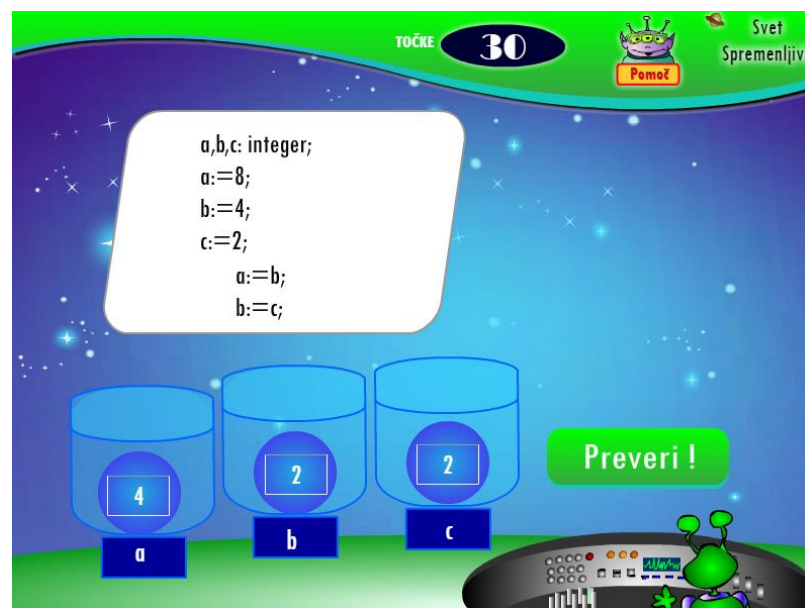 TOČKE
30
Pomoč
Svet
Spremenljiv
a,b,c: integer;
a:=8;
b:=4;
c:=2;
a:=b;
b:=c;
4
2
2
a
b
c
Preveri !